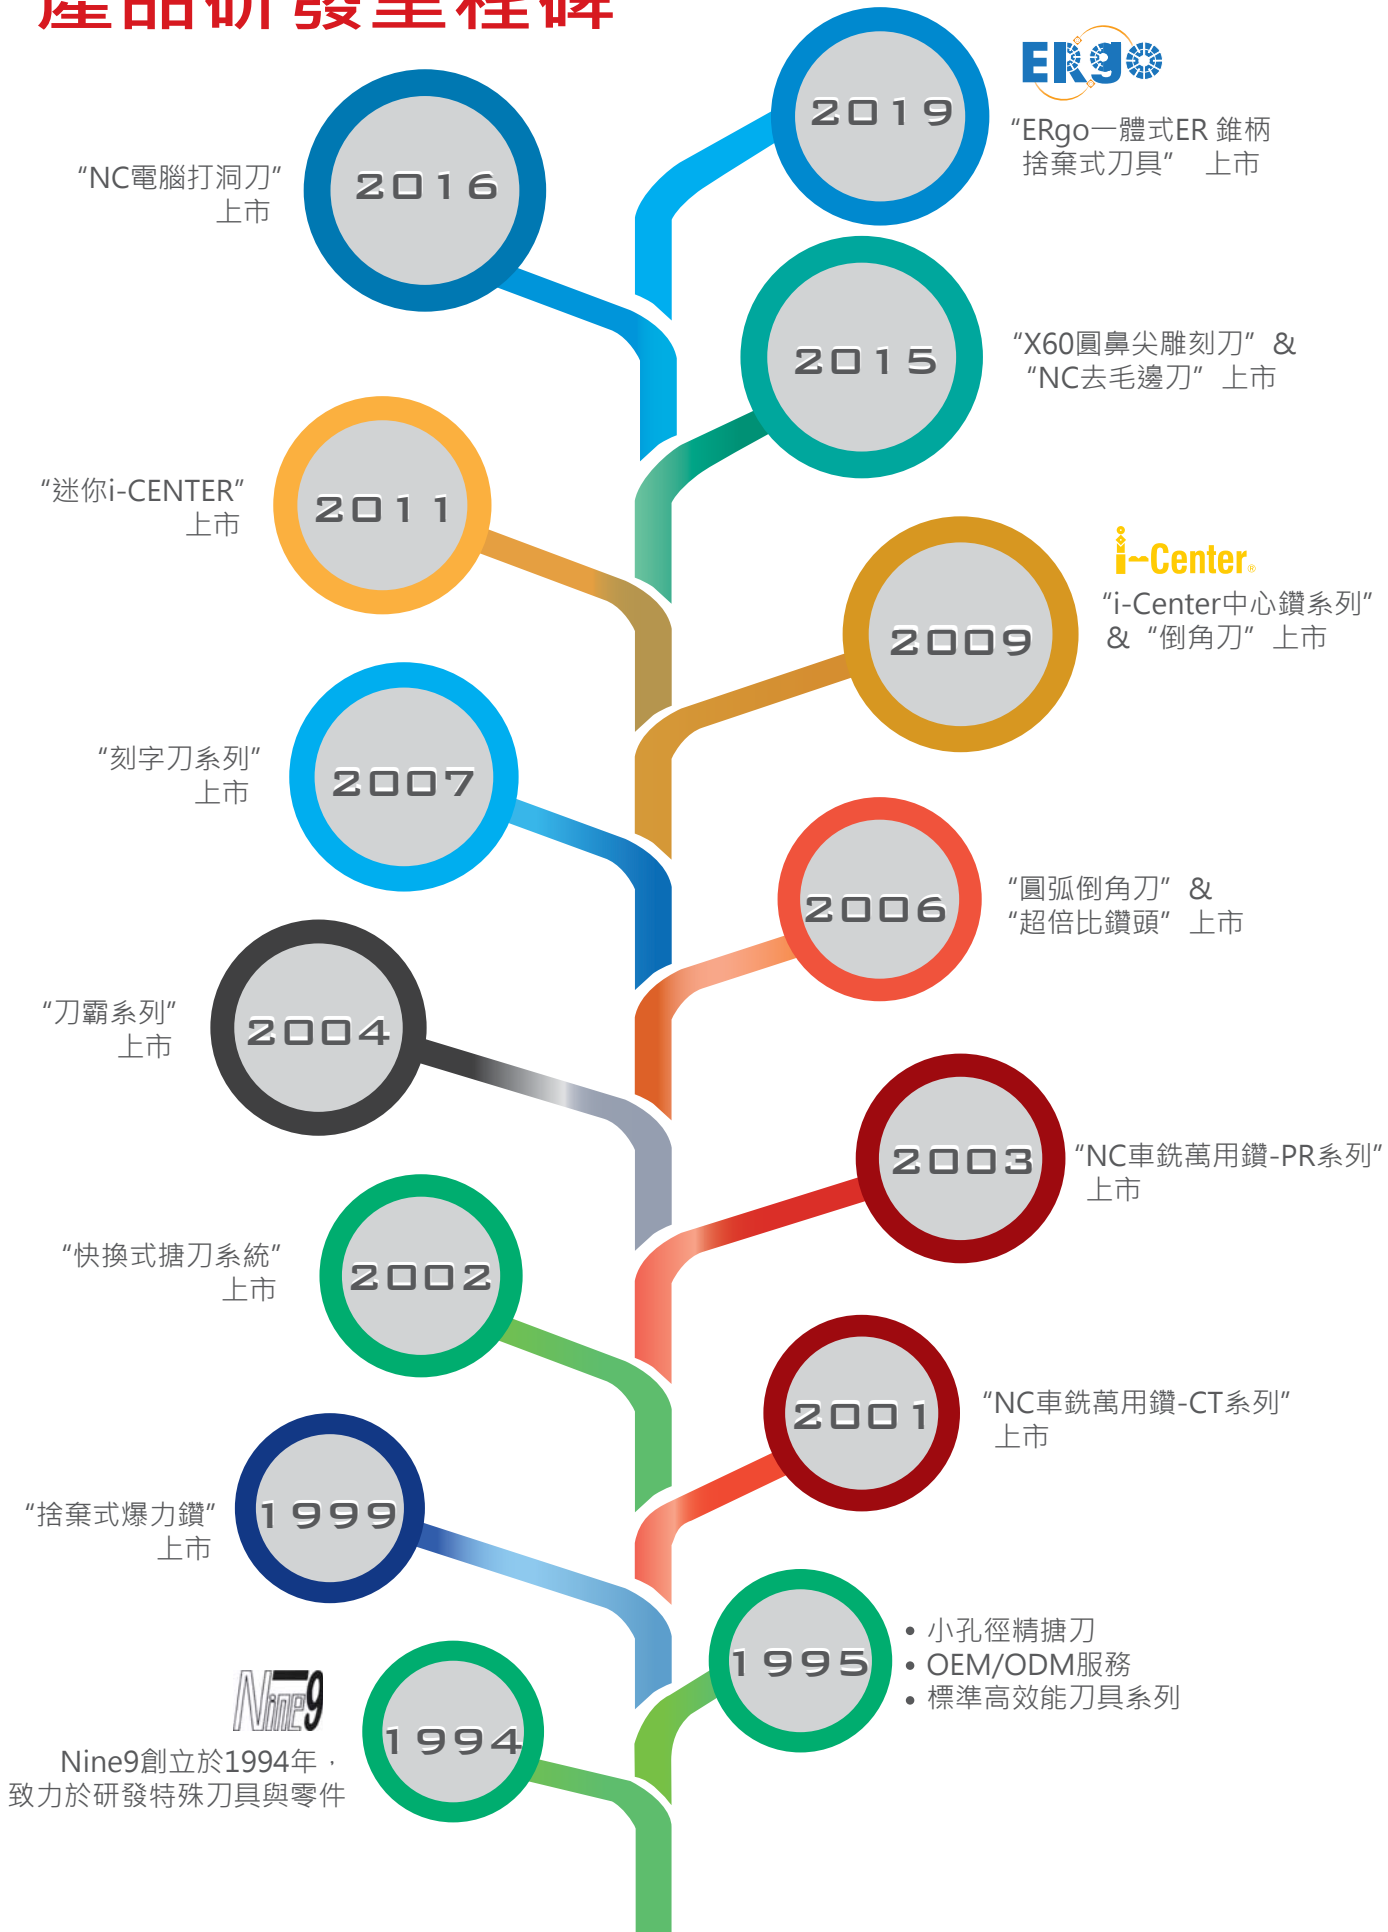 產品研發里程碑
2019
ERgo
“ERgo一體式ER 錐柄
捨棄式刀具” 上市
2016
“NC電腦打洞刀”
上市
2015
“X60圓鼻尖雕刻刀” &
“NC去毛邊刀” 上市
2011
“迷你i-CENTER”
上市
2009
i-Center®
“i-Center中心鑽系列”
& “倒角刀” 上市
2007
“刻字刀系列”
上市
2006
“圓弧倒角刀” &
“超倍比鑽頭” 上市
2004
“刀霸系列”
上市
2003
“NC車銑萬用鑽-PR系列”
上市
2002
“快換式搪刀系統”
上市
2001
“NC車銑萬用鑽-CT系列”
上市
1999
“捨棄式爆力鑽”
上市
1995
• 小孔徑精搪刀
• OEM/ODM服務
• 標準高效能刀具系列
Nine9
1994
Nine9創立於1994年，
致力於研發特殊刀具與零件